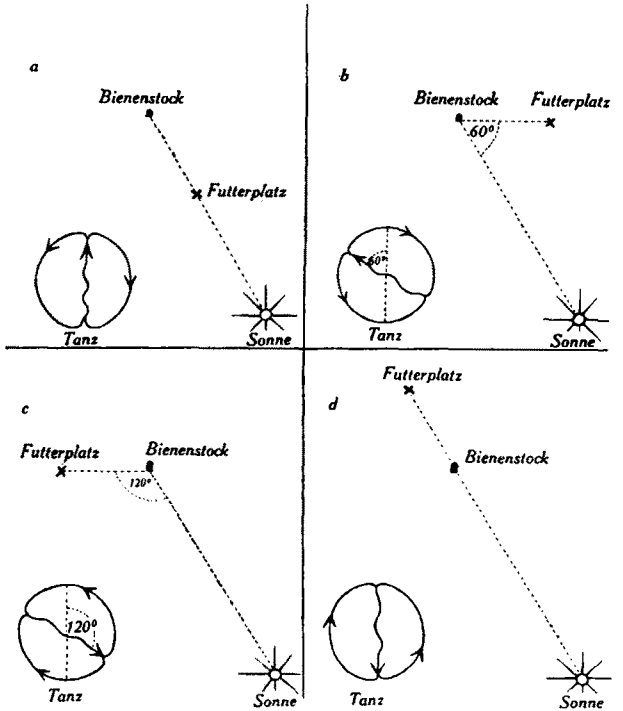 a
Bienenstock
Futterplatz
Tanz
Sonne
b
Bienenstock
Futterplatz
60°
60°
Tanz
Sonne
c
Futterplatz
Bienenstock
120°
120°
Tanz
Sonne
Futterplatz
d
Bienenstock
Tanz
Sonne